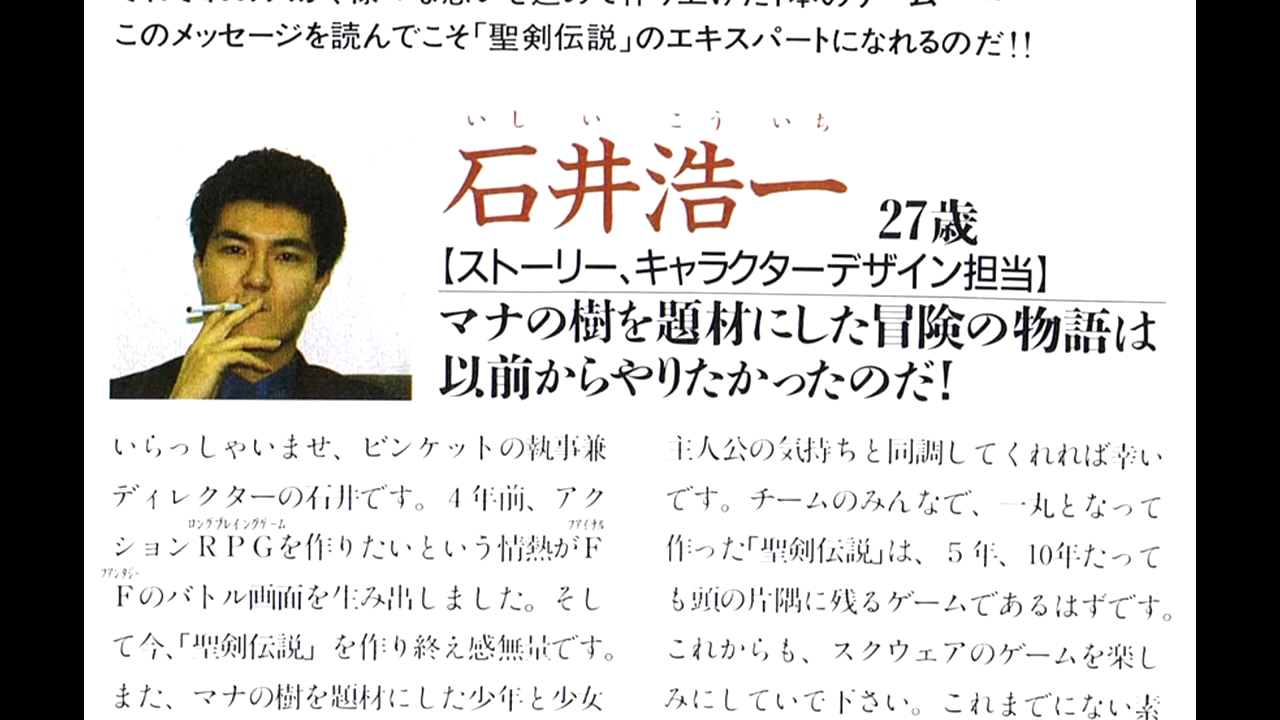 このメッセージを読んでこそ「聖剣伝説」のエキスパートになれるのだ!!
いしいこういち
石井浩一 27歳
【ストーリー、キャラクターデザイン担当】
マナの樹を題材にした冒険の物語は
以前からやりたかったのだ!
いらっしゃいませ、ビンケットの執事兼
ディレクターの石井です。4年前、アク
ロングプレイングゲーム ファイナル
ションRPGを作りたいという情熱がF
ファンタジー
Fのバトル画面を生み出しました。そし
て今、「聖剣伝説」を作り終え感無量です。
また、マナの樹を題材にした少年と少女
主人公の気持ちと同調してくれれば幸い
です。チームのみんなで、一丸となって
作った「聖剣伝説」は、5年、10年たって
も頭の片隅に残るゲームであるはずです。
これからも、スクウェアのゲームを楽し
みにしていで下さい。これまでにない素